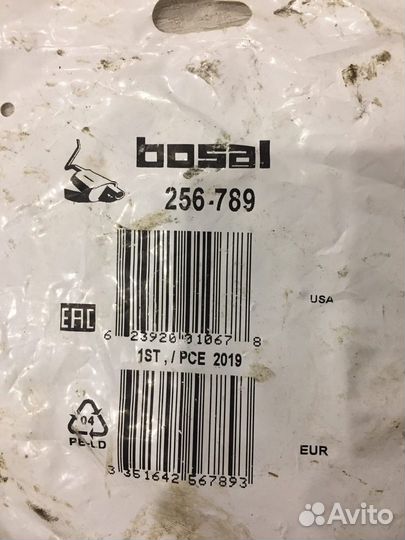 bosal
256-789
USA
EAC
6 23920 01067 8
1ST , / PCE 2019
04
PE-LD
EUR
3 351642 567893
Avito